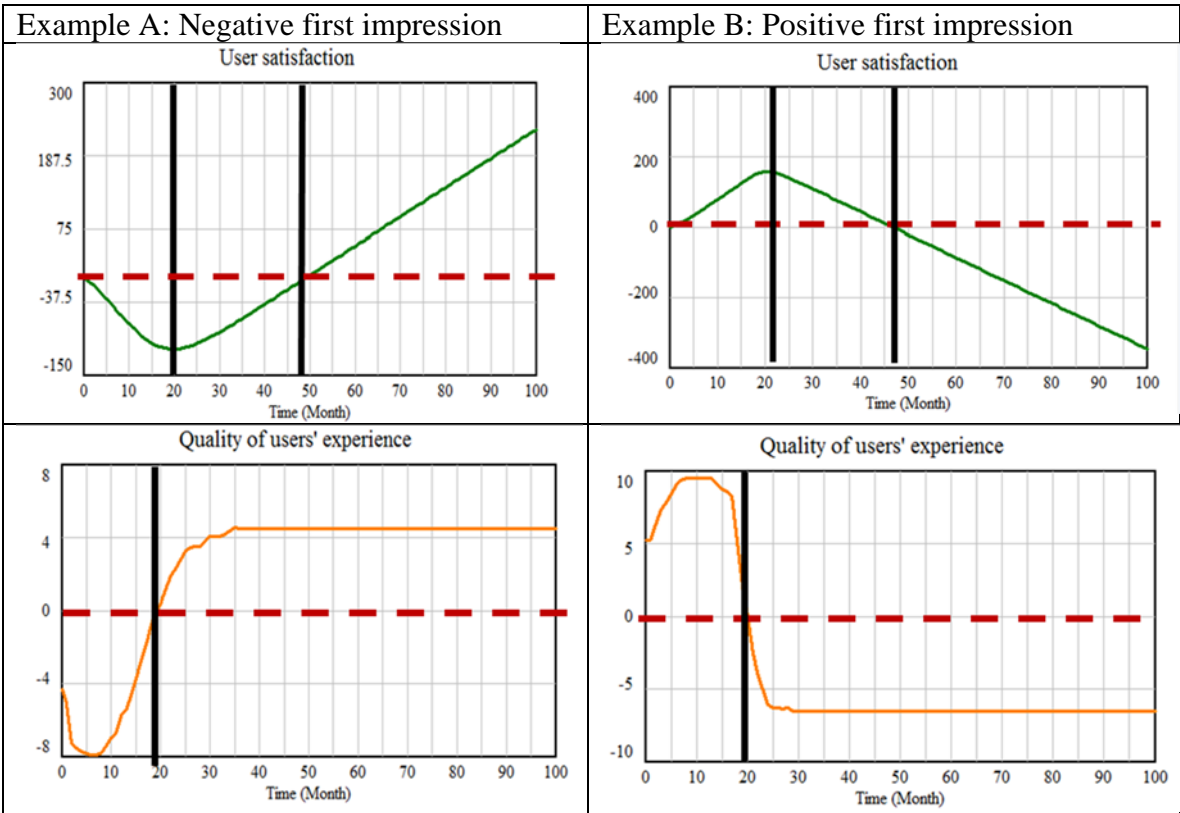 Example A: Negative first impression
Example B: Positive first impression
User satisfaction
300
187.5
75
-37.5
-150
0 10 20 30 40 50 60 70 80 90 100
Time (Month)
User satisfaction
400
200
0
-200
-400
0 10 20 30 40 50 60 70 80 90 100
Time (Month)
Quality of users' experience
8
4
0
-4
-8
0 10 20 30 40 50 60 70 80 90 100
Time (Month)
Quality of users' experience
10
5
0
-5
-10
0 10 20 30 40 50 60 70 80 90 100
Time (Month)